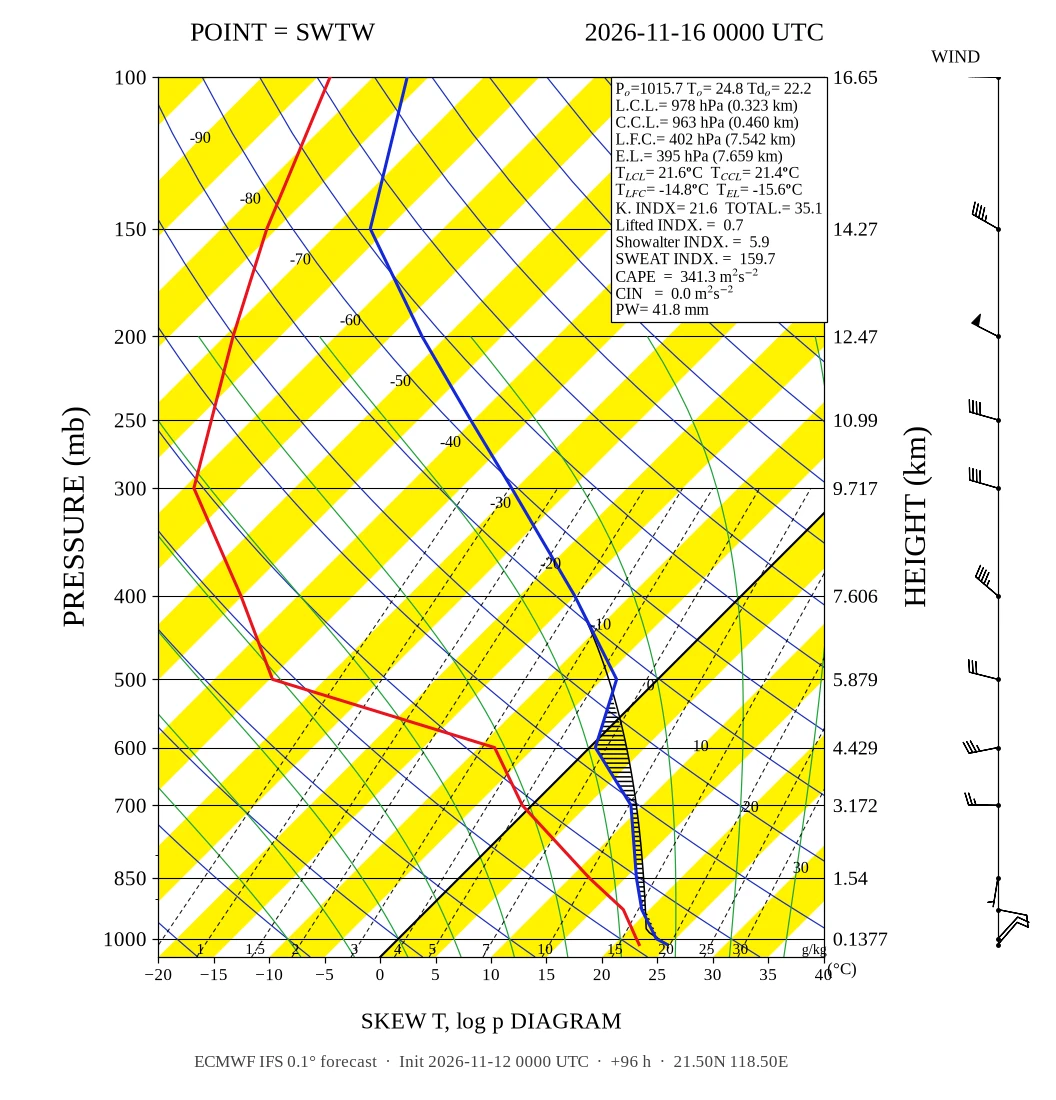 POINT = SWTW
2026-11-16 0000 UTC
WIND
100
16.65
Pₒ=1015.7 Tₒ= 24.8 Tdₒ= 22.2
L.C.L.= 978 hPa (0.323 km)
C.C.L.= 963 hPa (0.460 km)
L.F.C.= 402 hPa (7.542 km)
E.L.= 395 hPa (7.659 km)
T_LCL= 21.6°C T_CCL= 21.4°C
T_LFC= -14.8°C T_EL= -15.6°C
K. INDX= 21.6 TOTAL.= 35.1
Lifted INDX. = 0.7
Showalter INDX. = 5.9
SWEAT INDX. = 159.7
CAPE = 341.3 m²s⁻²
CIN = 0.0 m²s⁻²
PW= 41.8 mm
-90
-80
150
14.27
-70
-60
200
12.47
-50
250
10.99
-40
300
9.717
-30
-20
400
7.606
-10
500
5.879
0
600
4.429
10
700
3.172
20
850
1.54
30
1000
0.1377
PRESSURE (mb)
HEIGHT (km)
1 1.5 2 3 4 5 7 10 15 20 25 30 g/kg
−20 −15 −10 −5 0 5 10 15 20 25 30 35 40
(°C)
SKEW T, log p DIAGRAM
ECMWF IFS 0.1° forecast · Init 2026-11-12 0000 UTC · +96 h · 21.50N 118.50E